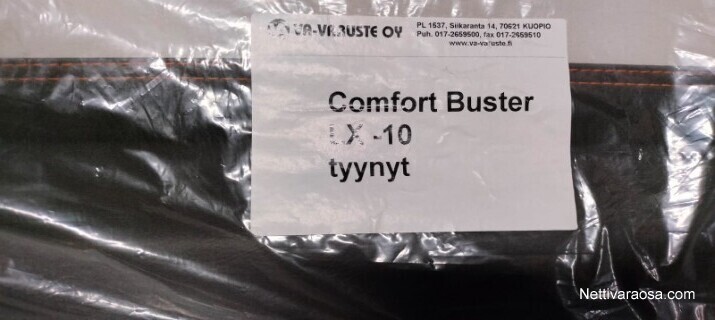 VA-VARUSTE OY
PL 1537, Siikaranta 14, 70621 KUOPIO
Puh. 017-2659500, fax 017-2659510
www.va-varuste.fi
Comfort Buster
-10
tyynyt
Nettivaraosa.com